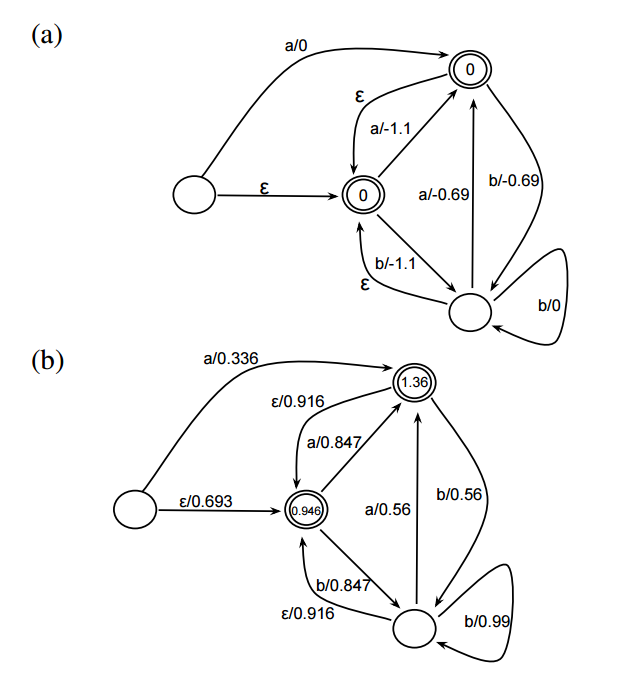 (a)
a/0
0
ε
a/-1.1
ε
0
a/-0.69
b/-0.69
b/-1.1
ε
b/0
(b)
a/0.336
1.36
ε/0.916
a/0.847
ε/0.693
0.946
a/0.56
b/0.56
b/0.847
ε/0.916
b/0.99